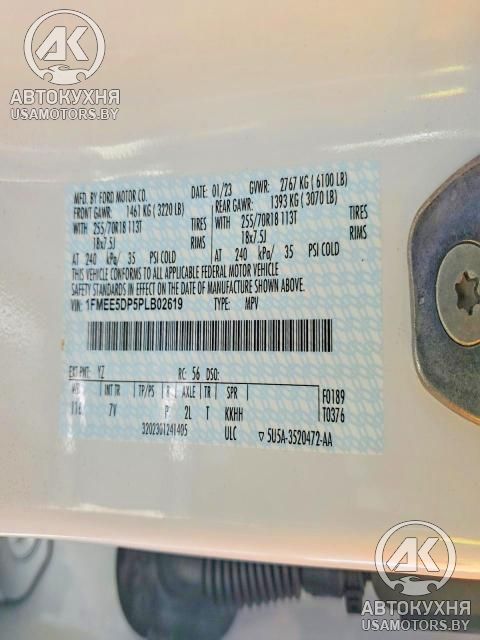 АК
АВТОКУХНЯ
USAMOTORS.BY
MFD. BY FORD MOTOR CO.
01/23 GVWR: 2767 KG ( 6100 LB)
FRONT GAWR: 1461 KG ( 3220 LB) REAR GAWR: 1393 KG ( 3070 LB)
WITH 255/70R18 113T TIRES WITH 255/70R18 113T TIRES
18x7.5J RIMS 18x7.5J RIMS
AT 240 kPa/ 35 PSI COLD AT 240 kPa/ 35 PSI COLD
THIS VEHICLE CONFORMS TO ALL APPLICABLE FEDERAL MOTOR VEHICLE
SAFETY STANDARDS IN EFFECT ON THE DATE OF MANUFACTURE SHOWN ABOVE.
VIN: 1FMEE5DP5PLB02619 TYPE: MPV
EXT PNT: YZ RC: 56 DSO:
WB INT TR TP/PS R AXLE TR SPR F0189
116 7V P 2L T KKHH T0376
3202301241405 ULC ▽ 5U5A-3520472-AA
АК
АВТОКУХНЯ
USAMOTORS.BY